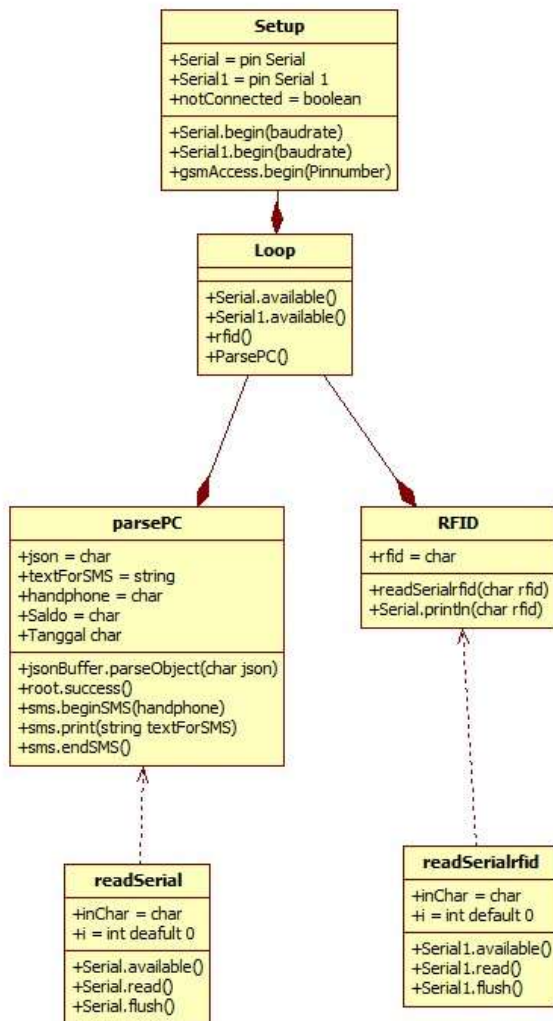 Setup
+Serial = pin Serial
+Serial1 = pin Serial 1
+notConnected = boolean
+Serial.begin(baudrate)
+Serial1.begin(baudrate)
+gsmAccess.begin(Pinnumber)
Loop
+Serial.available()
+Serial1.available()
+rfid()
+ParsePC()
parsePC
+json = char
+textForSMS = string
+handphone = char
+Saldo = char
+Tanggal char
+jsonBuffer.parseObject(char json)
+root.success()
+sms.beginSMS(handphone)
+sms.print(string textForSMS)
+sms.endSMS()
RFID
+rfid = char
+readSerialrfid(char rfid)
+Serial.println(char rfid)
readSerial
+inChar = char
+i = int deafult 0
+Serial.available()
+Serial.read()
+Serial.flush()
readSerialrfid
+inChar = char
+i = int default 0
+Serial1.available()
+Serial1.read()
+Serial1.flush()